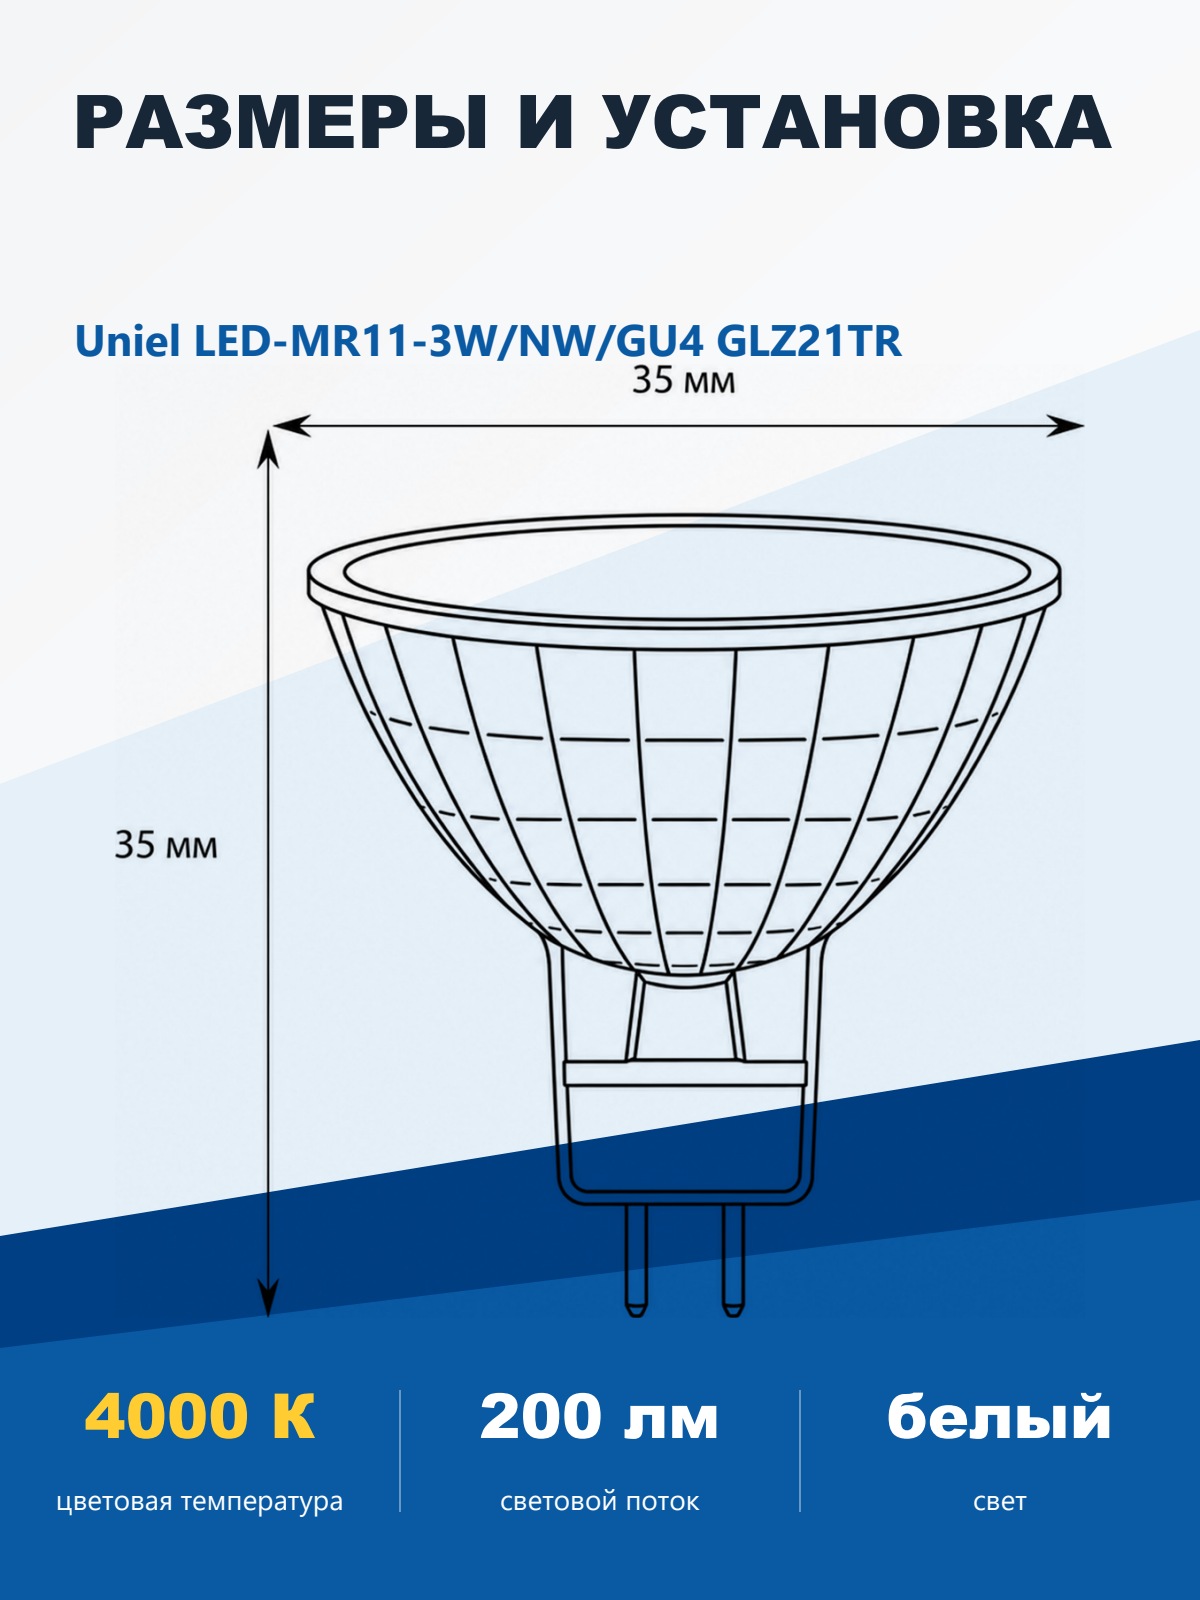 РАЗМЕРЫ И УСТАНОВКА
Uniel LED-MR11-3W/NW/GU4 GLZ21TR
35 мм
35 мм
4000 К
200 лм
белый
цветовая температура
световой поток
свет